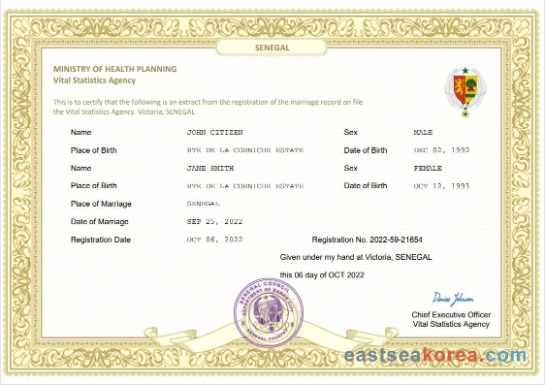 SENEGAL
MINISTRY OF HEALTH PLANNING
Vital Statistics Agency
This is to certify that the following is an extract from the registration of the marriage record on file
the Vital Statistics Agency. Victoria, SENEGAL
Name JOHN CITIZEN Sex MALE
Place of Birth RTE DE LA CORNICHE ESTATE Date of Birth DEC 02, 1992
Name JANE SMITH Sex FEMALE
Place of Birth RTE DE LA CORNICHE ESTATE Date of Birth OCT 12, 1993
Place of Marriage SENEGAL
Date of Marriage SEP 25, 2022
Registration Date OCT 06, 2022 Registration No. 2022-59-21654
Given under my hand at Victoria, SENEGAL
this 06 day of OCT 2022
SENEGAL COUNCIL
Denise Johnson
Chief Executive Officer
Vital Statistics Agency
eastseakorea.com